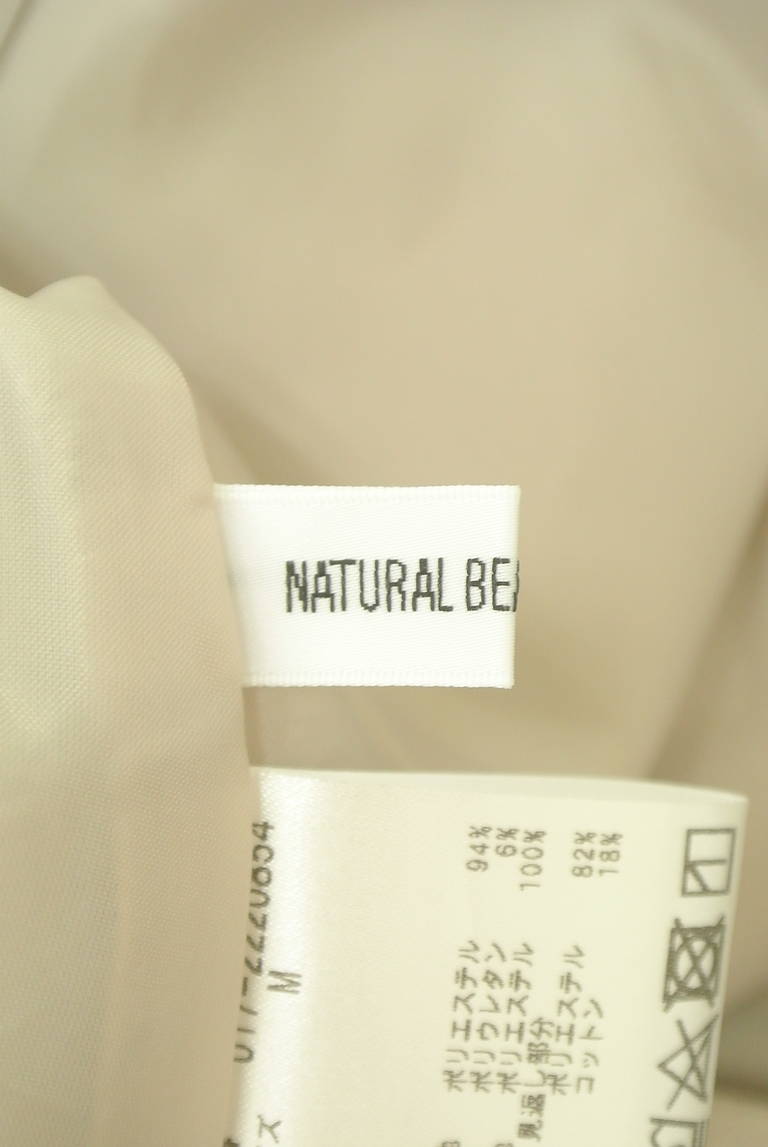 NATURAL BE
M
ポリエステル 94%
ポリウレタン 6%
ポリエステル 100%
見返し部分
ポリエステル 82%
コットン 18%